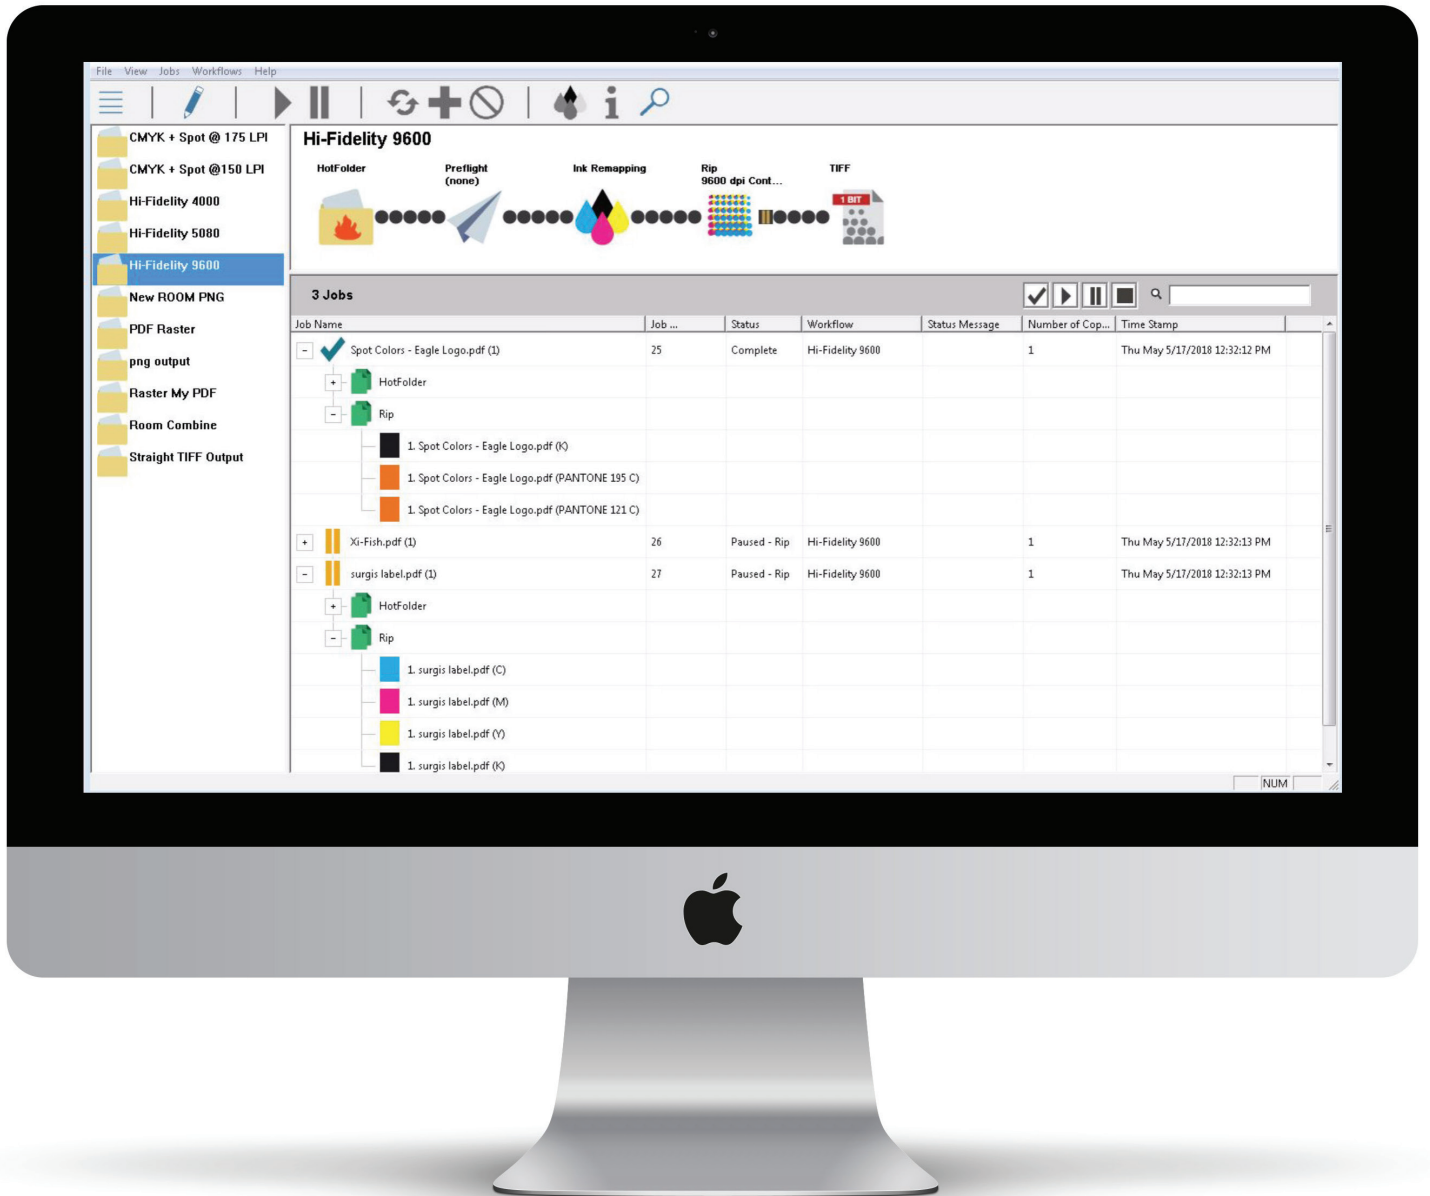 File View Jobs Workflows Help
CMYK + Spot @ 175 LPI
CMYK + Spot @150 LPI
Hi-Fidelity 4000
Hi-Fidelity 5080
Hi-Fidelity 9600
New ROOM PNG
PDF Raster
png output
Raster My PDF
Room Combine
Straight TIFF Output
Hi-Fidelity 9600
HotFolder Preflight Ink Remapping Rip TIFF
(none) 9600 dpi Cont...
1 BIT
3 Jobs
Job Name Job ... Status Workflow Status Message Number of Cop... Time Stamp
Spot Colors - Eagle Logo.pdf (1) 25 Complete Hi-Fidelity 9600 1 Thu May 5/17/2018 12:32:12 PM
HotFolder
Rip
1. Spot Colors - Eagle Logo.pdf (K)
1. Spot Colors - Eagle Logo.pdf (PANTONE 195 C)
1. Spot Colors - Eagle Logo.pdf (PANTONE 121 C)
Xi-Fish.pdf (1) 26 Paused - Rip Hi-Fidelity 9600 1 Thu May 5/17/2018 12:32:13 PM
surgis label.pdf (1) 27 Paused - Rip Hi-Fidelity 9600 1 Thu May 5/17/2018 12:32:13 PM
HotFolder
Rip
1. surgis label.pdf (C)
1. surgis label.pdf (M)
1. surgis label.pdf (Y)
1. surgis label.pdf (K)
NUM